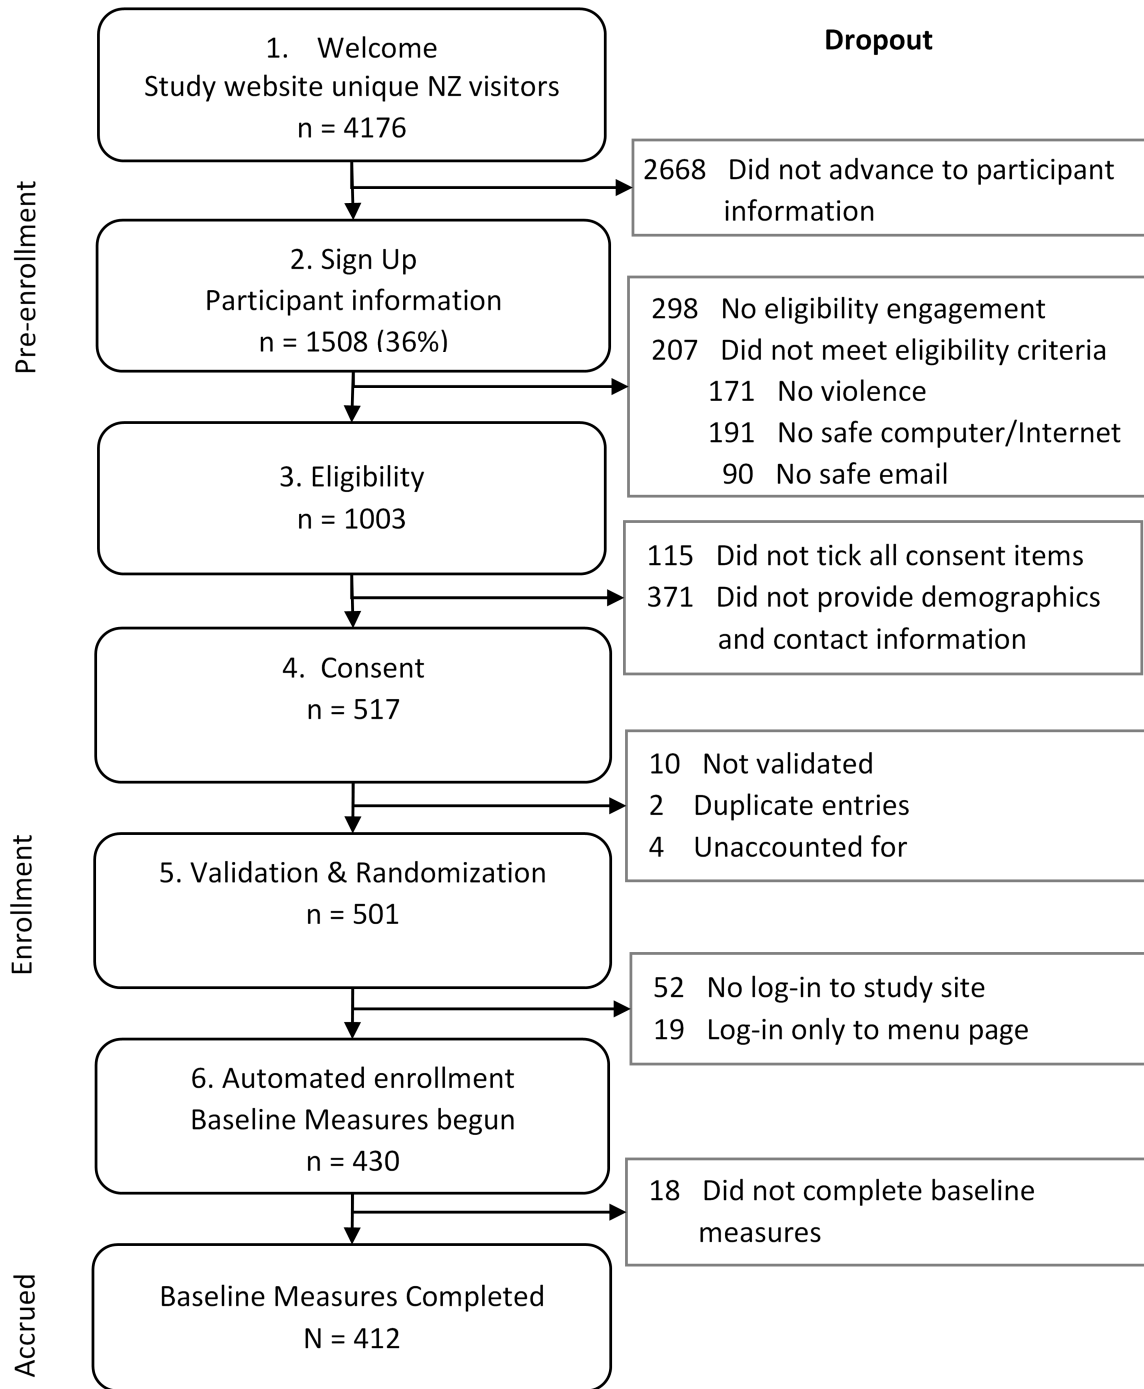 1. Welcome
Study website unique NZ visitors
n = 4176
Dropout
2668 Did not advance to participant
information
Pre-enrollment
2. Sign Up
Participant information
n = 1508 (36%)
298 No eligibility engagement
207 Did not meet eligibility criteria
171 No violence
191 No safe computer/Internet
90 No safe email
3. Eligibility
n = 1003
115 Did not tick all consent items
371 Did not provide demographics
and contact information
4. Consent
n = 517
10 Not validated
2 Duplicate entries
4 Unaccounted for
Enrollment
5. Validation & Randomization
n = 501
52 No log-in to study site
19 Log-in only to menu page
6. Automated enrollment
Baseline Measures begun
n = 430
18 Did not complete baseline
measures
Accrued
Baseline Measures Completed
N = 412